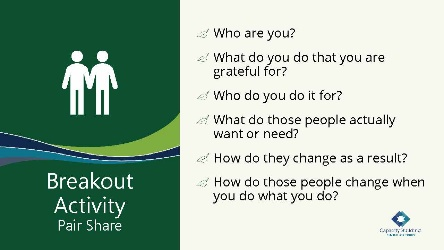 Breakout
Activity
Pair Share
Who are you?
What do you do that you are
grateful for?
Who do you do it for?
What do those people actually
want or need?
How do they change as a result?
How do those people change when
you do what you do?